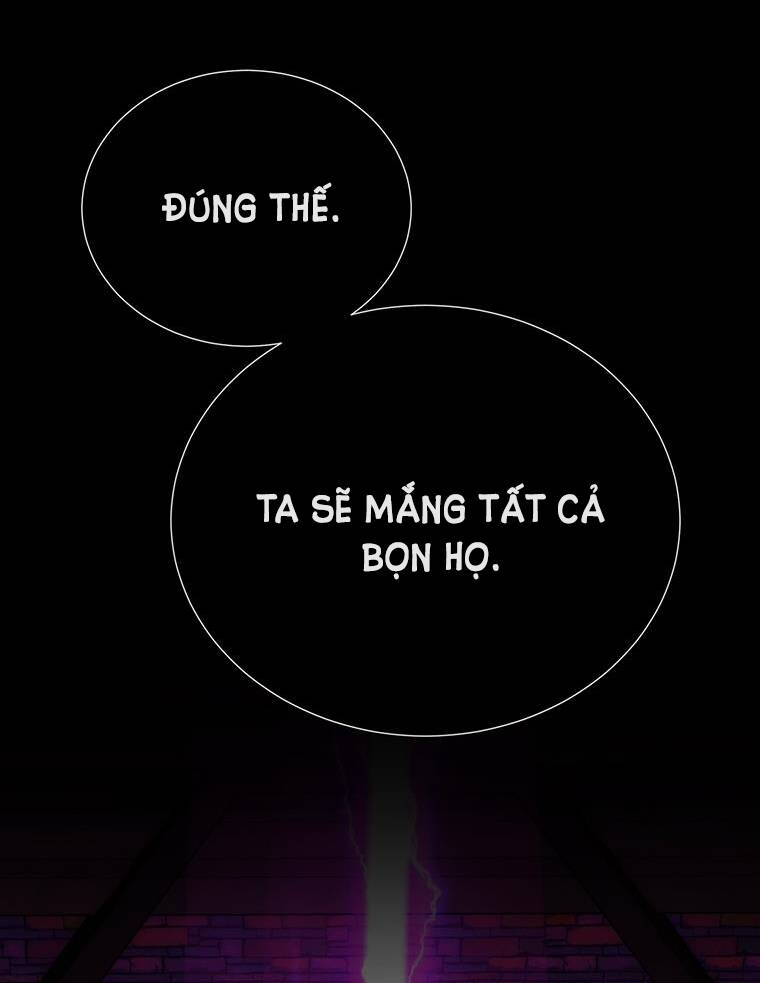 ĐÚNG THẾ.
TA SẼ MẮNG TẤT CẢ
BỌN HỌ.